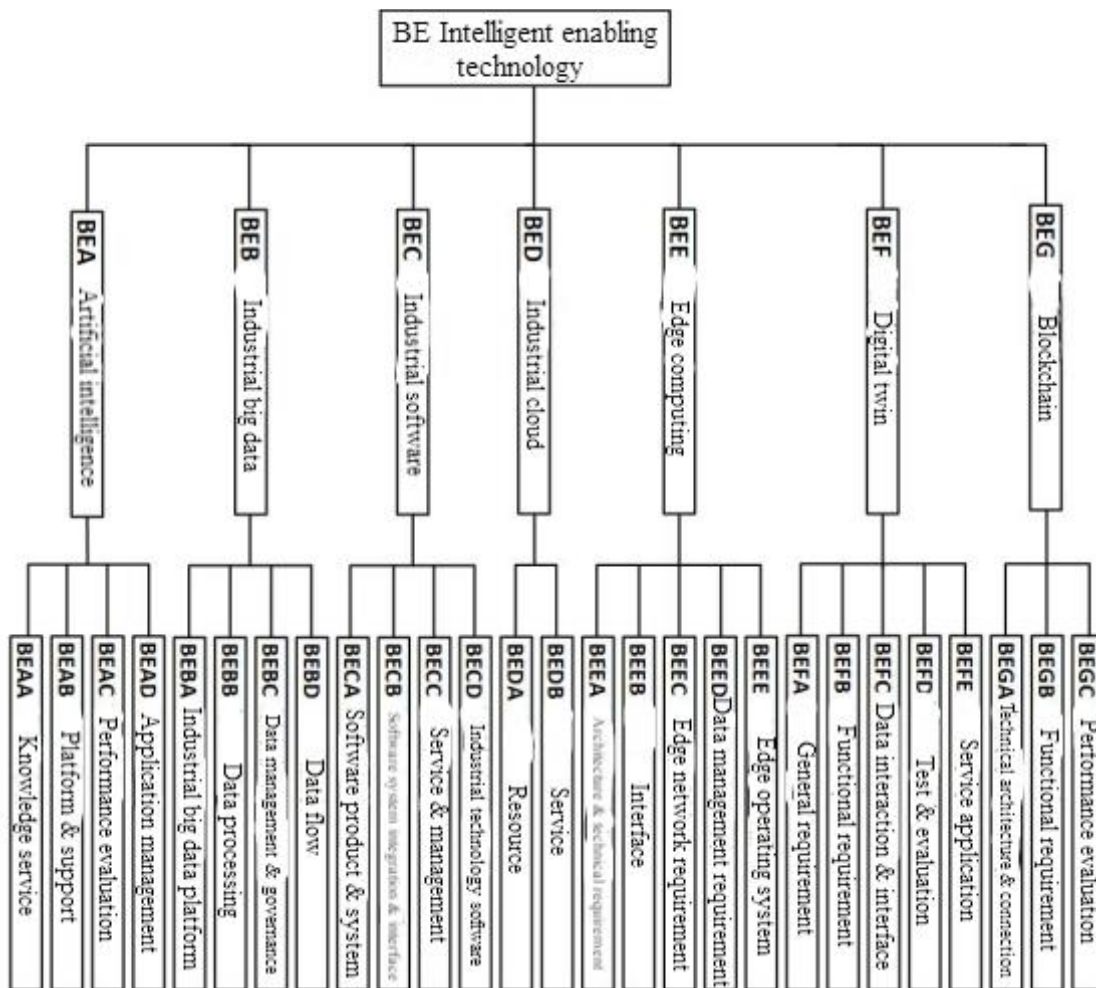 BE Intelligent enabling
technology
BEA Artificial intelligence
BEB Industrial big data
BEC Industrial software
BED Industrial cloud
BEE Edge computing
BEF Digital twin
BEG Blockchain
BEAA Knowledge service
BEAB Platform & support
BEAC Performance evaluation
BEAD Application management
BEBA Industrial big data platform
BEBB Data processing
BEBC Data management & governance
BEBD Data flow
BECA Software product & system
BECB Software system integration & interface
BECC Service & management
BECD Industrial technology software
BEDA Resource
BEDB Service
BEEA Architecture & technical requirement
BEEB Interface
BEEC Edge network requirement
BEED Data management requirement
BEEE Edge operating system
BEFA General requirement
BEFB Functional requirement
BEFC Data interaction & interface
BEFD Test & evaluation
BEFE Service application
BEGA Technical architecture & connection
BEGB Functional requirement
BEGC Performance evaluation